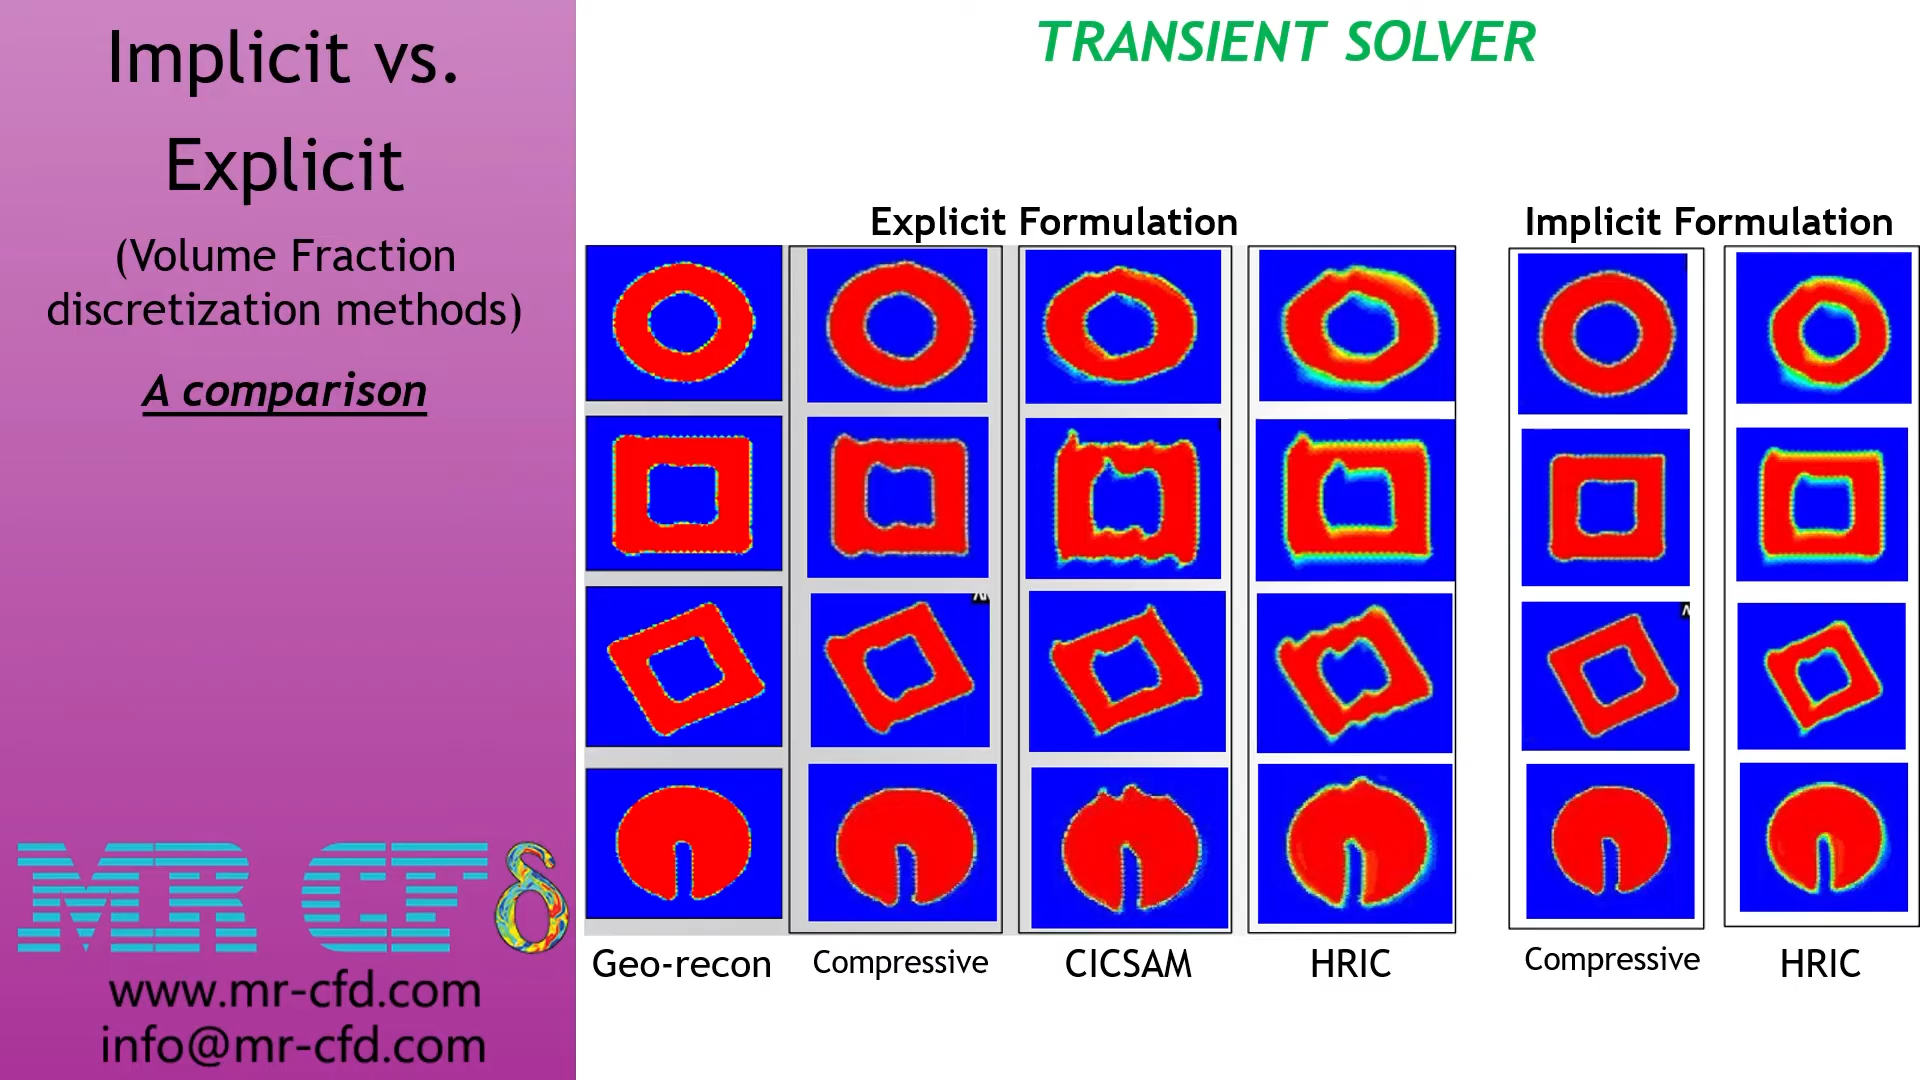 Implicit vs.
Explicit
(Volume Fraction
discretization methods)
A comparison
MR CFδ
www.mr-cfd.com
info@mr-cfd.com
TRANSIENT SOLVER
Explicit Formulation
Implicit Formulation
Geo-recon
Compressive
CICSAM
HRIC
Compressive
HRIC